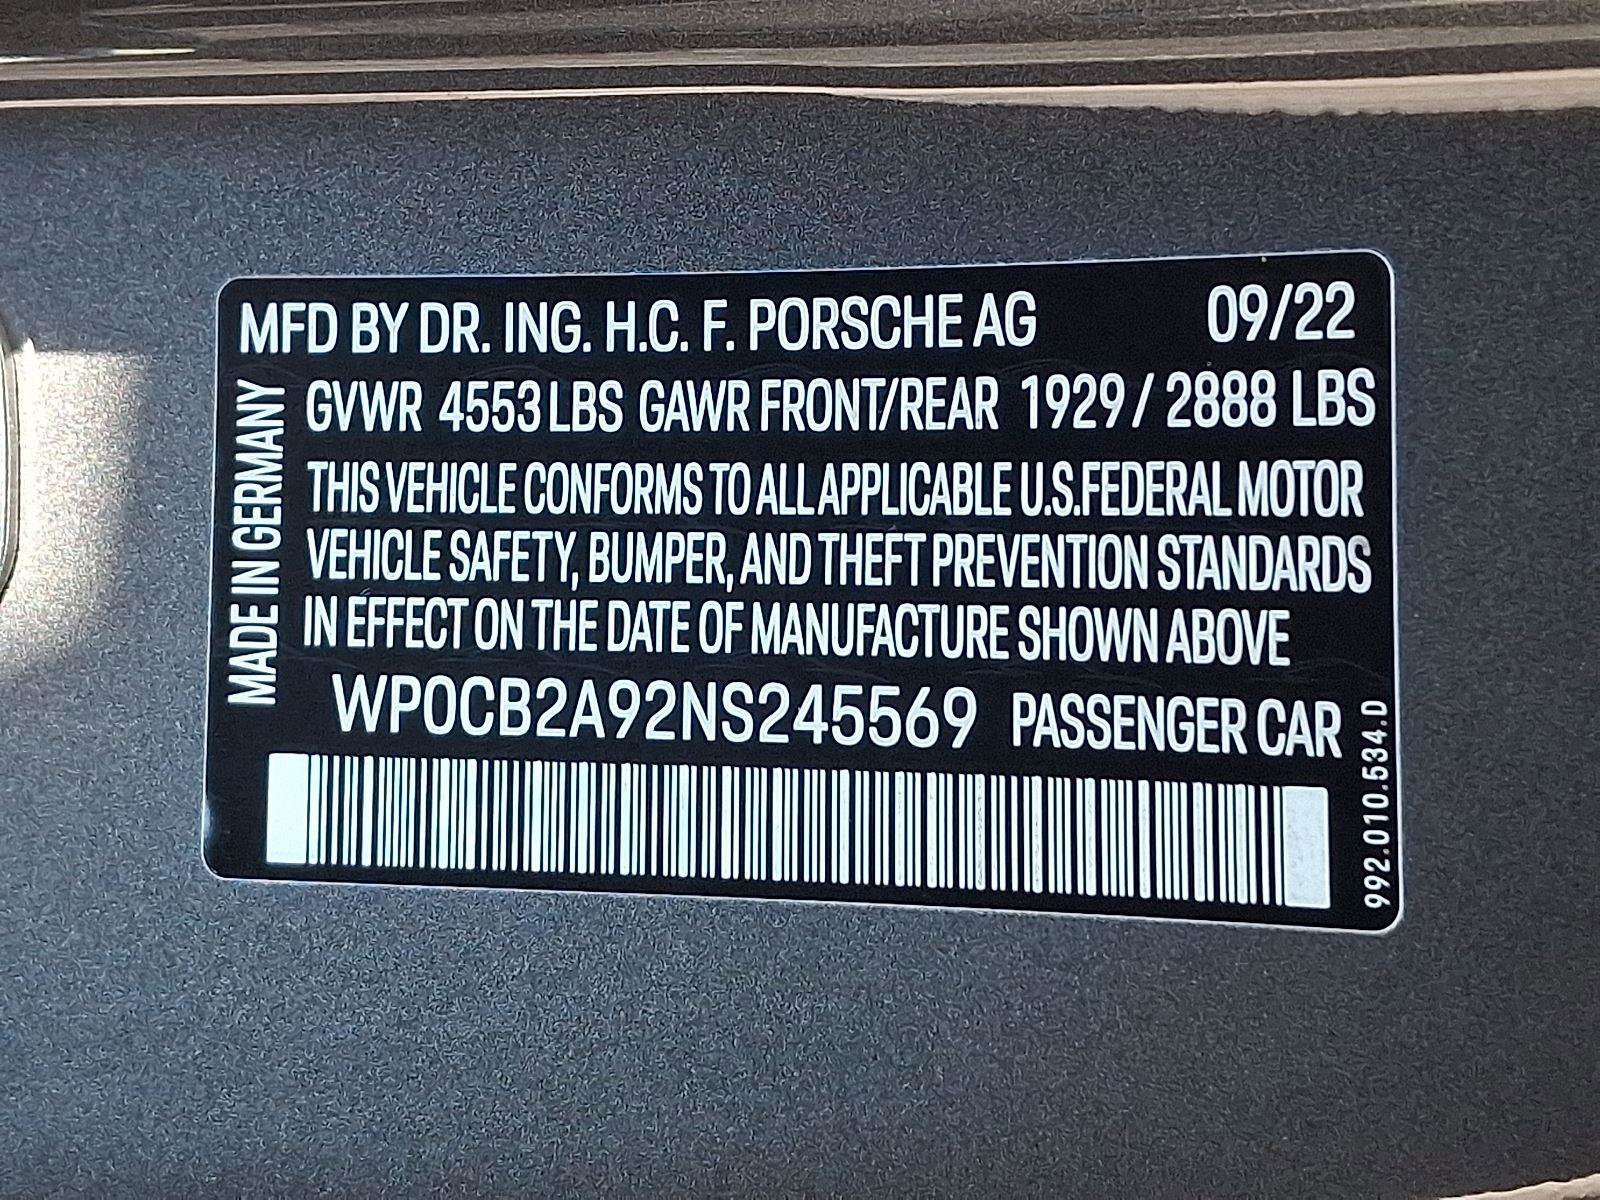 MFD BY DR. ING. H.C. F. PORSCHE AG 09/22
MADE IN GERMANY
GVWR 4553 LBS GAWR FRONT/REAR 1929 / 2888 LBS
THIS VEHICLE CONFORMS TO ALL APPLICABLE U.S.FEDERAL MOTOR
VEHICLE SAFETY, BUMPER, AND THEFT PREVENTION STANDARDS
IN EFFECT ON THE DATE OF MANUFACTURE SHOWN ABOVE
WP0CB2A92NS245569 PASSENGER CAR
992.010.534.D